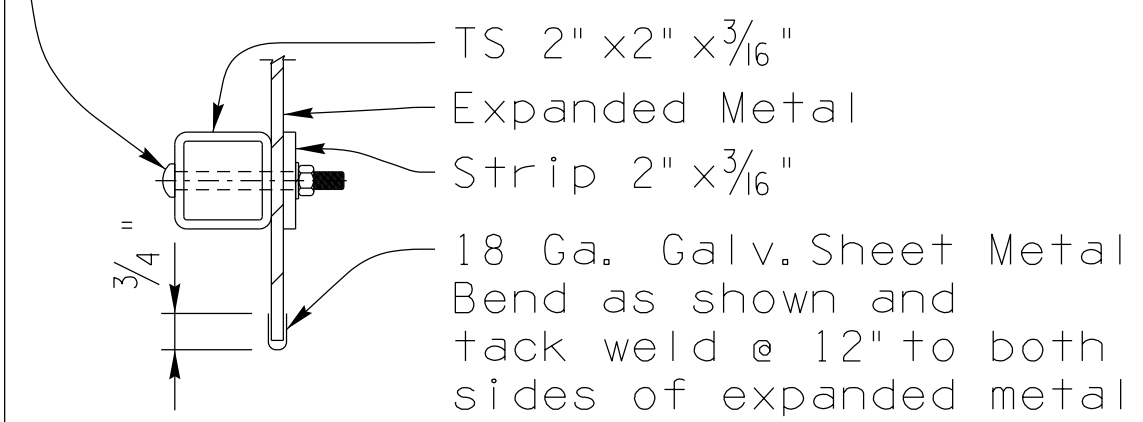 TS 2" x2" x3/16"
Expanded Metal
Strip 2" x3/16"
3/4 "
18 Ga. Galv. Sheet Metal
Bend as shown and
tack weld @ 12" to both
sides of expanded metal